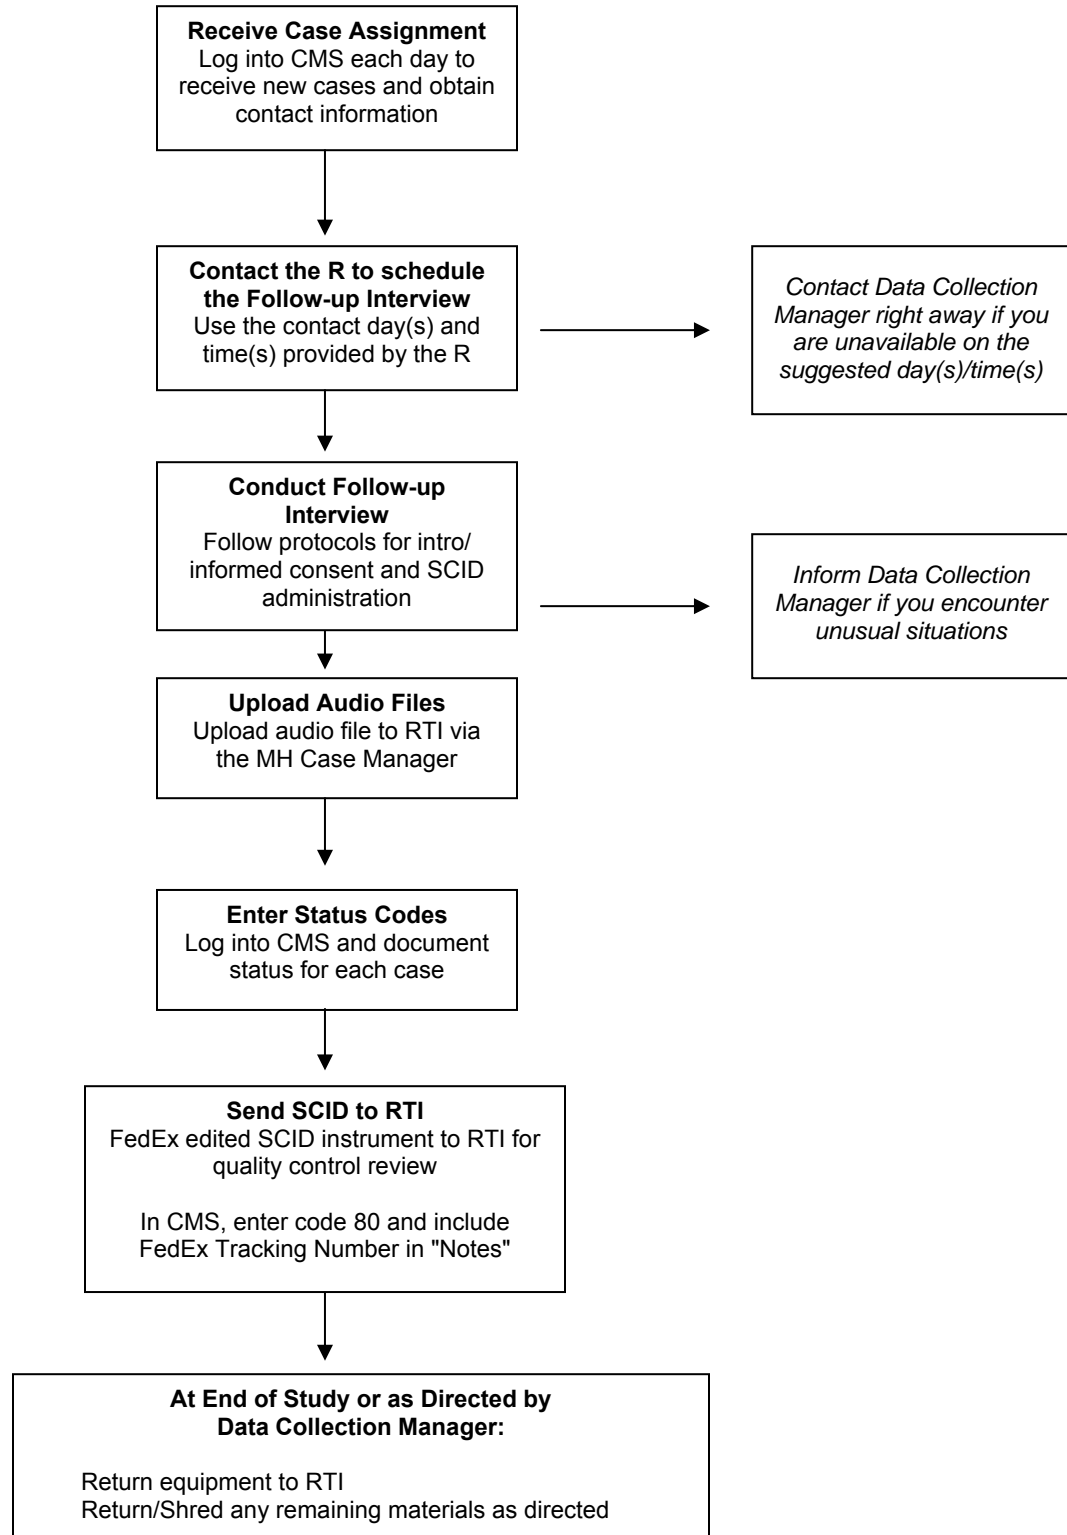 Receive Case Assignment
Log into CMS each day to
receive new cases and obtain
contact information
Contact the R to schedule
the Follow-up Interview
Use the contact day(s) and
time(s) provided by the R
Contact Data Collection
Manager right away if you
are unavailable on the
suggested day(s)/time(s)
Conduct Follow-up
Interview
Follow protocols for intro/
informed consent and SCID
administration
Inform Data Collection
Manager if you encounter
unusual situations
Upload Audio Files
Upload audio file to RTI via
the MH Case Manager
Enter Status Codes
Log into CMS and document
status for each case
Send SCID to RTI
FedEx edited SCID instrument to RTI for
quality control review
In CMS, enter code 80 and include
FedEx Tracking Number in "Notes"
At End of Study or as Directed by
Data Collection Manager:
Return equipment to RTI
Return/Shred any remaining materials as directed